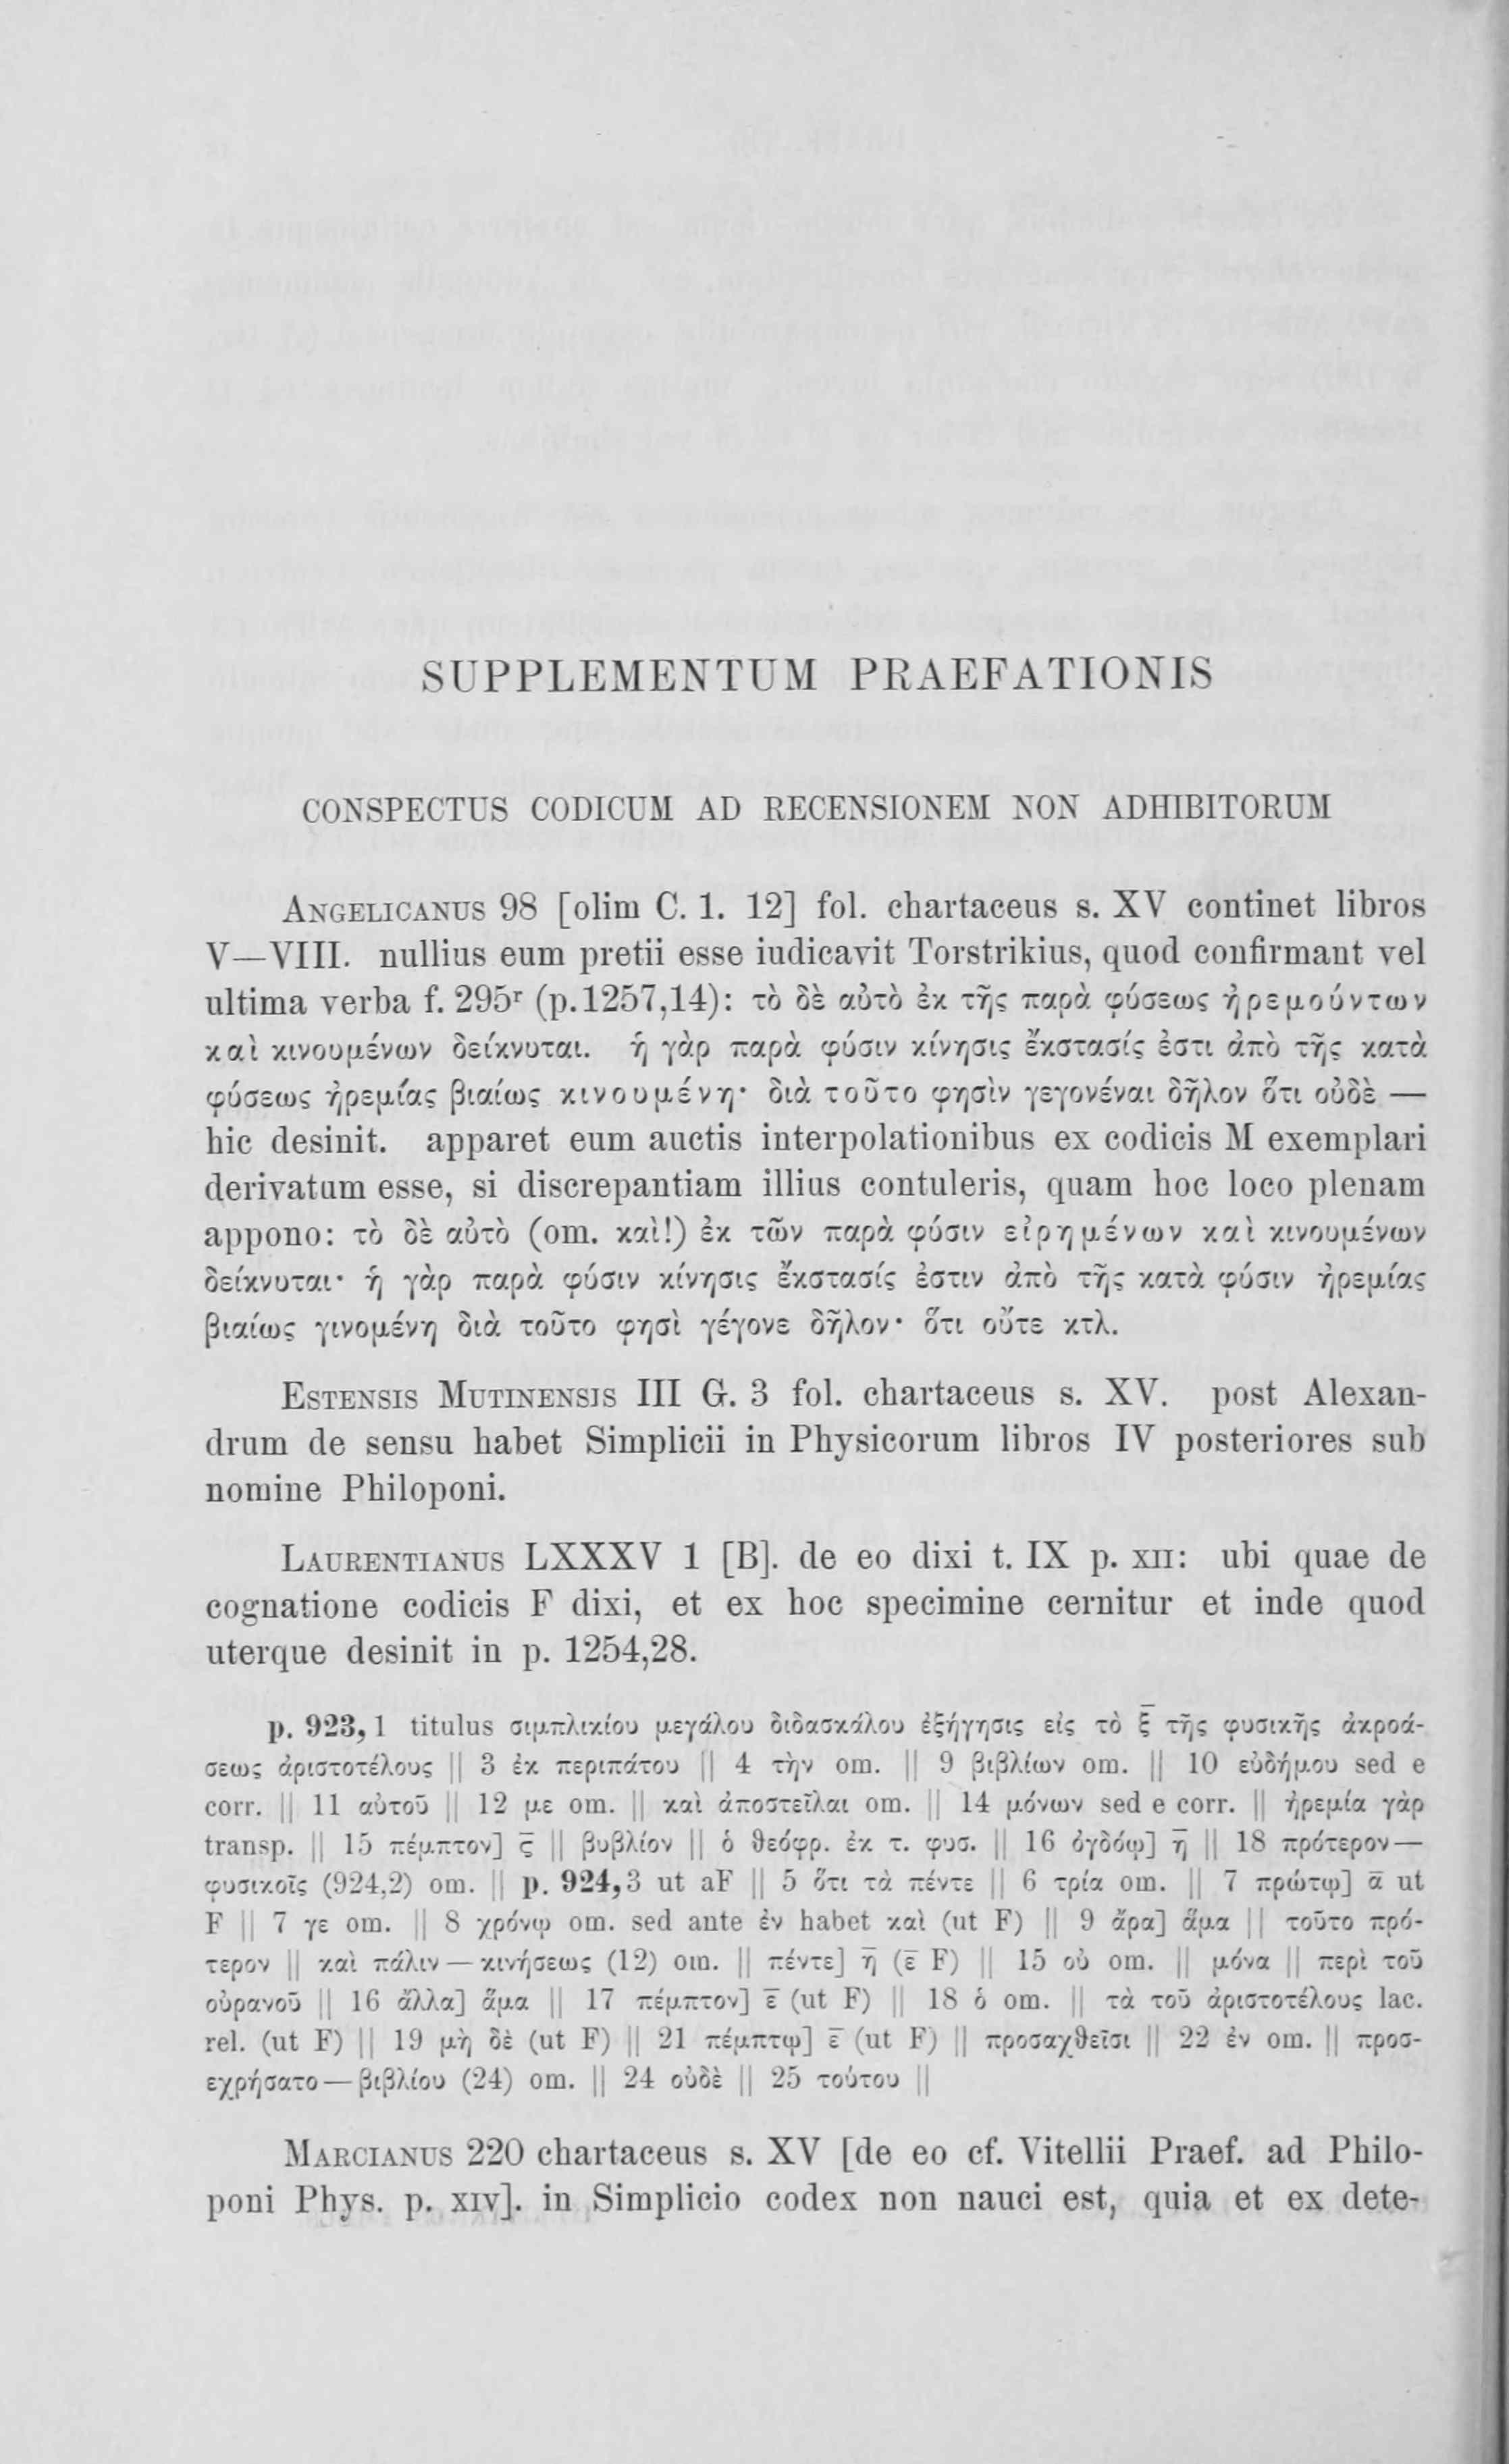 SUPPLEMENTUM PRAEFATIONIS
CONSPECTUS CODICUM AD RECENSIONEM NON ADHIBITORUM
ANGELICANUS 98 [olim C. 1. 12] fol. chartaceus s. XV continet libros
V—VIII. nullius eum pretii esse iudicavit Torstrikius, quod confirmant vel
ultima verba f. 295ʳ (p. 1257,14): τὸ δὲ αὐτὸ ἐκ τῆς παρὰ φύσεως ἠρεμούντων
καὶ κινουμένων δείκνυται. ἡ γὰρ παρὰ φύσιν κίνησις ἔκστασίς ἐστι ἀπὸ τῆς κατὰ
φύσεως ἠρεμίας βιαίως κινουμένη· διὰ τοῦτο φησὶν γεγονέναι δῆλον ὅτι οὐδὲ —
hic desinit. apparet eum auctis interpolationibus ex codicis M exemplari
derivatum esse, si discrepantiam illius contuleris, quam hoc loco plenam
appono: τὸ δὲ αὐτὸ (om. καὶ!) ἐκ τῶν παρὰ φύσιν εἰρημένων καὶ κινουμένων
δείκνυται· ἡ γὰρ παρὰ φύσιν κίνησις ἔκστασίς ἐστιν ἀπὸ τῆς κατὰ φύσιν ἠρεμίας
βιαίως γινομένη διὰ τοῦτο φησὶ γέγονε δῆλον· ὅτι οὔτε κτλ.
ESTENSIS MUTINENSIS III G. 3 fol. chartaceus s. XV. post Alexan-
drum de sensu habet Simplicii in Physicorum libros IV posteriores sub
nomine Philoponi.
LAURENTIANUS LXXXV 1 [B]. de eo dixi t. IX p. XII: ubi quae de
cognatione codicis F dixi, et ex hoc specimine cernitur et inde quod
uterque desinit in p. 1254,28.
p. 923,1 titulus σιμπλικίου μεγάλου διδασκάλου ἐξήγησις εἰς τὸ ξ̄ τῆς φυσικῆς ἀκροά-
σεως ἀριστοτέλους || 3 ἐκ περιπάτου || 4 τὴν om. || 9 βιβλίων om. || 10 εὐδήμου sed e
corr. || 11 αὐτοῦ || 12 με om. || καὶ ἀποστεῖλαι om. || 14 μόνων sed e corr. || ἠρεμία γὰρ
transp. || 15 πέμπτον] ς̄ || βυβλίον || ὁ θεόφρ. ἐκ τ. φυσ. || 16 ὀγδόῳ] η̄ || 18 πρότερον —
φυσικοῖς (924,2) om. || p. 924,3 ut aF || 5 ὅτι τὰ πέντε || 6 τρία om. || 7 πρώτῳ] ᾱ ut
F || 7 γε om. || 8 χρόνῳ om. sed ante ἐν habet καὶ (ut F) || 9 ἄρα] ἅμα || τοῦτο πρό-
τερον || καὶ πάλιν — κινήσεως (12) om. || πέντε] η̄ (ε̄ F) || 15 οὐ om. || μόνα || περὶ τοῦ
οὐρανοῦ || 16 ἄλλα] ἅμα || 17 πέμπτον] ε̄ (ut F) || 18 ὁ om. || τὰ τοῦ ἀριστοτέλους lac.
rel. (ut F) || 19 μὴ δὲ (ut F) || 21 πέμπτῳ] ε̄ (ut F) || προσαχθεῖσι || 22 ἐν om. || προσ-
εχρήσατο — βιβλίου (24) om. || 24 οὐδὲ || 25 τούτου ||
MARCIANUS 220 chartaceus s. XV [de eo cf. Vitellii Praef. ad Philo-
poni Phys. p. XIV]. in Simplicio codex non nauci est, quia et ex dete-